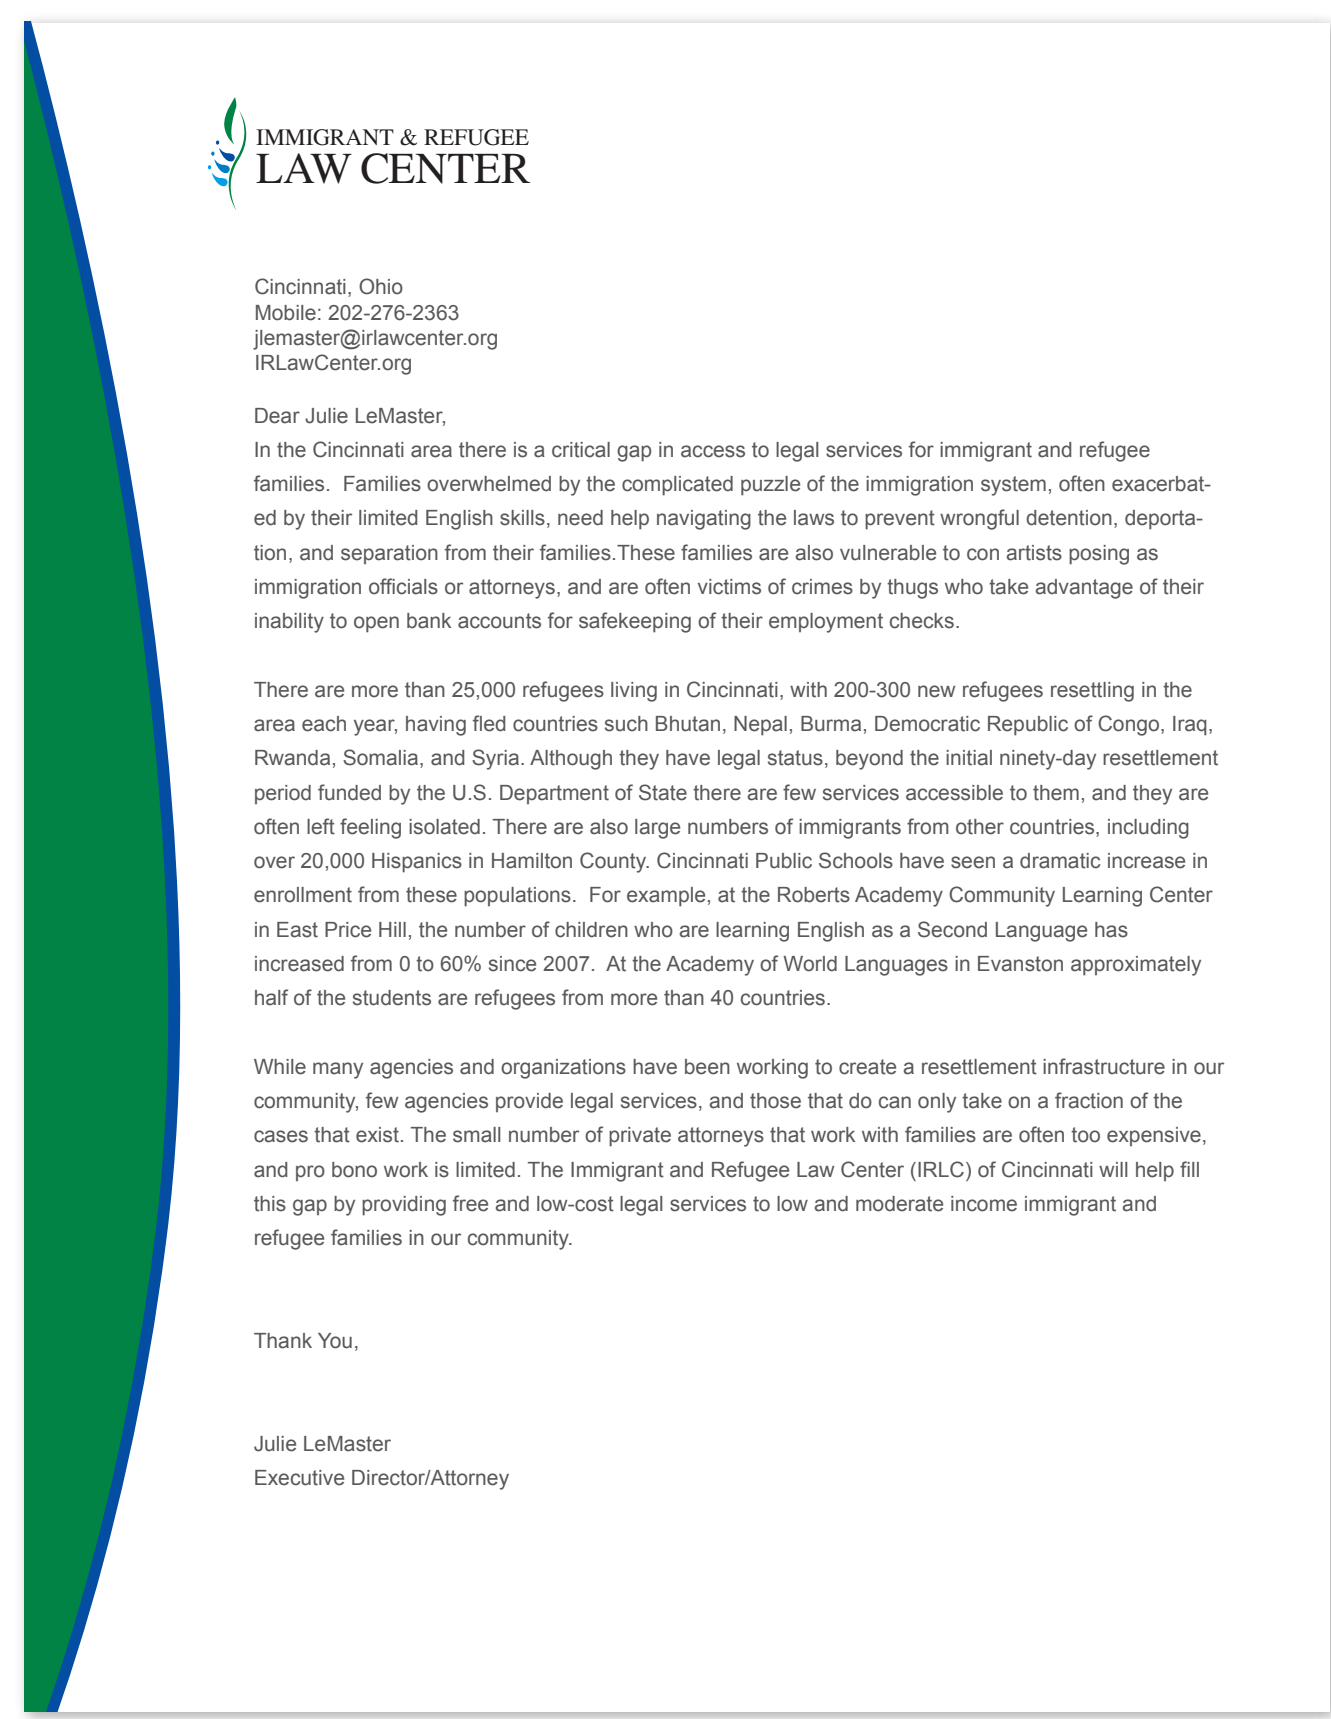 IMMIGRANT & REFUGEE
LAW CENTER
Cincinnati, Ohio
Mobile: 202-276-2363
jlemaster@irlawcenter.org
IRLawCenter.org
Dear Julie LeMaster,
In the Cincinnati area there is a critical gap in access to legal services for immigrant and refugee
families.  Families overwhelmed by the complicated puzzle of the immigration system, often exacerbat-
ed by their limited English skills, need help navigating the laws to prevent wrongful detention, deporta-
tion, and separation from their families.These families are also vulnerable to con artists posing as
immigration officials or attorneys, and are often victims of crimes by thugs who take advantage of their
inability to open bank accounts for safekeeping of their employment checks.
There are more than 25,000 refugees living in Cincinnati, with 200-300 new refugees resettling in the
area each year, having fled countries such Bhutan, Nepal, Burma, Democratic Republic of Congo, Iraq,
Rwanda, Somalia, and Syria. Although they have legal status, beyond the initial ninety-day resettlement
period funded by the U.S. Department of State there are few services accessible to them, and they are
often left feeling isolated. There are also large numbers of immigrants from other countries, including
over 20,000 Hispanics in Hamilton County. Cincinnati Public Schools have seen a dramatic increase in
enrollment from these populations.  For example, at the Roberts Academy Community Learning Center
in East Price Hill, the number of children who are learning English as a Second Language has
increased from 0 to 60% since 2007.  At the Academy of World Languages in Evanston approximately
half of the students are refugees from more than 40 countries.
While many agencies and organizations have been working to create a resettlement infrastructure in our
community, few agencies provide legal services, and those that do can only take on a fraction of the
cases that exist. The small number of private attorneys that work with families are often too expensive,
and pro bono work is limited. The Immigrant and Refugee Law Center (IRLC) of Cincinnati will help fill
this gap by providing free and low-cost legal services to low and moderate income immigrant and
refugee families in our community.
Thank You,
Julie LeMaster
Executive Director/Attorney